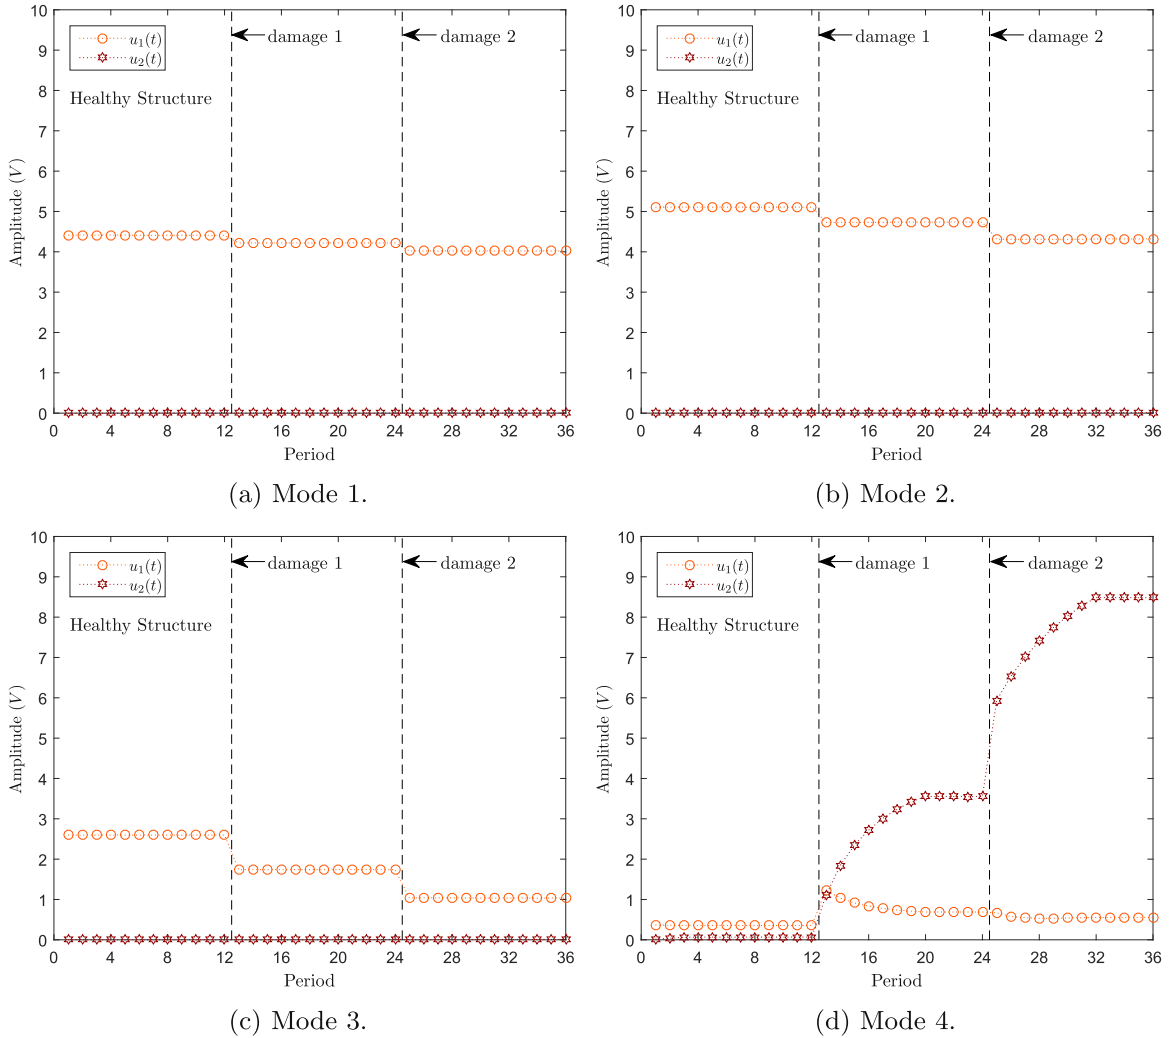 10
9
8
7
6
5
4
3
2
1
0
0 4 8 12 16 20 24 28 32 36
Amplitude (V)
Period
u₁(t)
u₂(t)
Healthy Structure
damage 1
damage 2
(a) Mode 1.
10
9
8
7
6
5
4
3
2
1
0
0 4 8 12 16 20 24 28 32 36
Amplitude (V)
Period
u₁(t)
u₂(t)
Healthy Structure
damage 1
damage 2
(b) Mode 2.
10
9
8
7
6
5
4
3
2
1
0
0 4 8 12 16 20 24 28 32 36
Amplitude (V)
Period
u₁(t)
u₂(t)
Healthy Structure
damage 1
damage 2
(c) Mode 3.
10
9
8
7
6
5
4
3
2
1
0
0 4 8 12 16 20 24 28 32 36
Amplitude (V)
Period
u₁(t)
u₂(t)
Healthy Structure
damage 1
damage 2
(d) Mode 4.